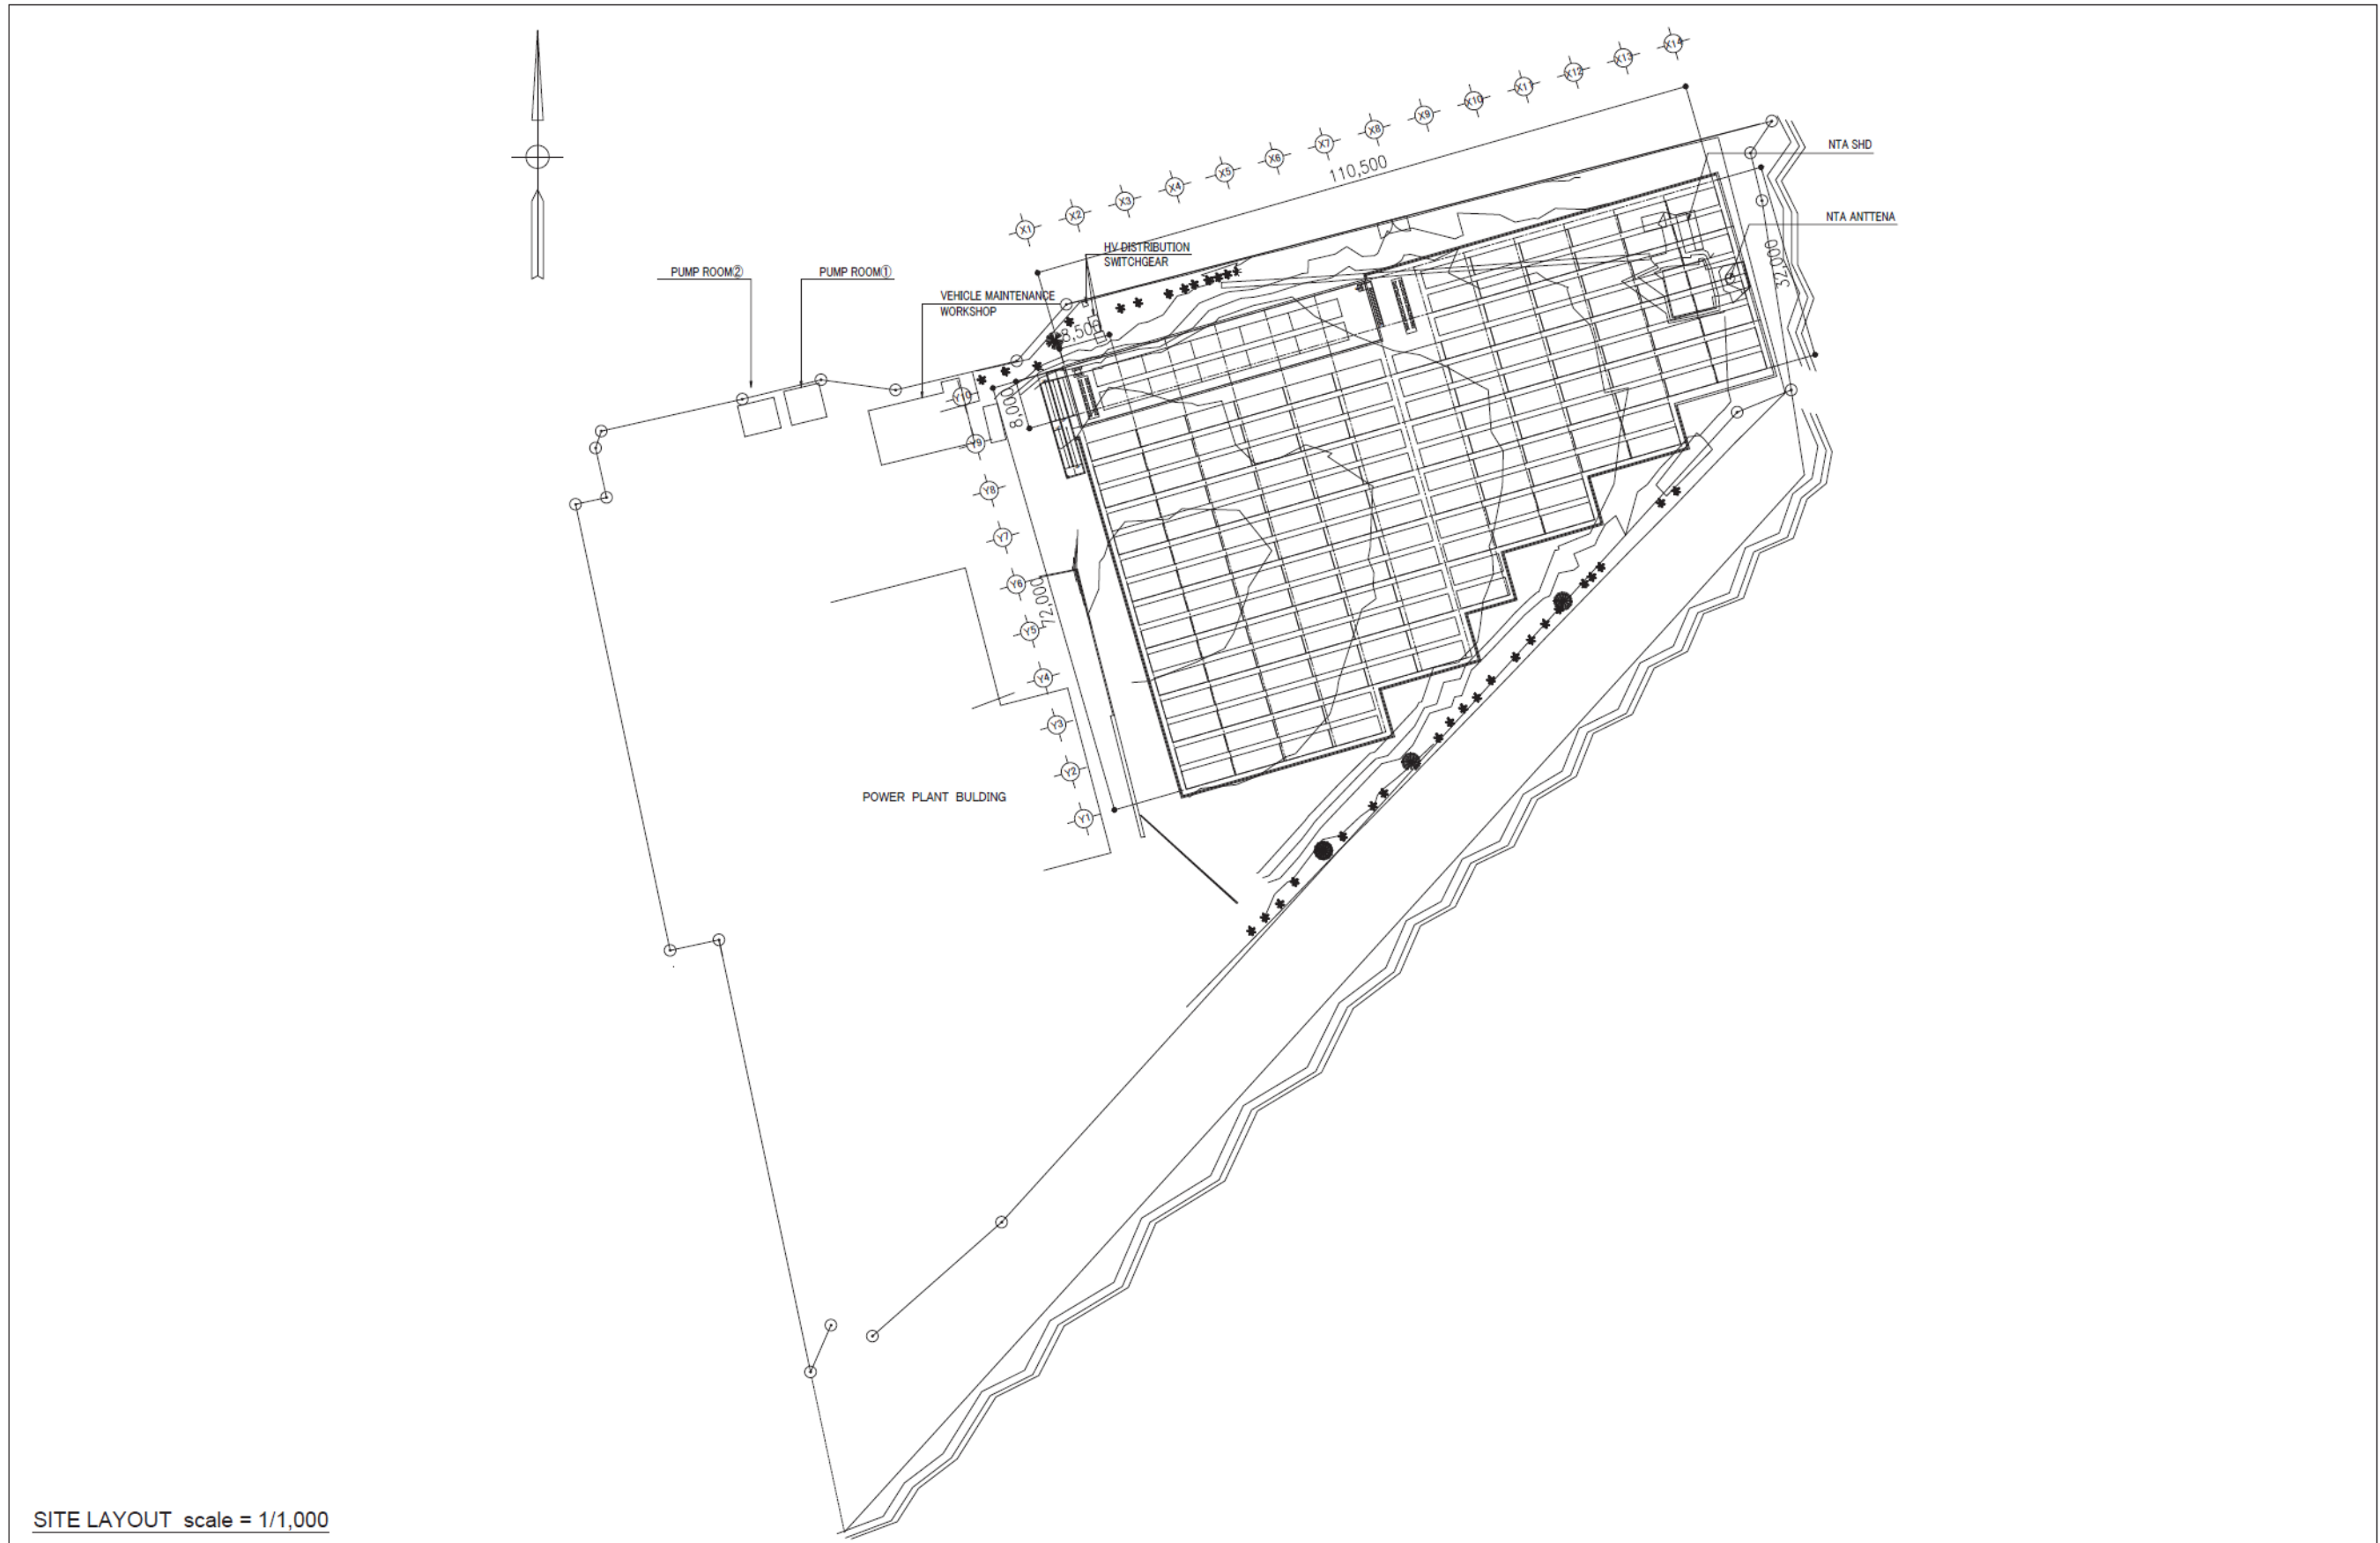 X14
X13
X12
X11
X10
X9
X8
X7
X6
X5
X4
X3
X2
X1
110,500
NTA SHD
NTA ANTTENA
32,000
HV DISTRIBUTION
SWITCHGEAR
PUMP ROOM②
PUMP ROOM①
VEHICLE MAINTENANCE
WORKSHOP
8,500
8,000
Y10
Y9
Y8
Y7
Y6
72,000
Y5
Y4
Y3
Y2
Y1
POWER PLANT BULDING
SITE LAYOUT scale = 1/1,000